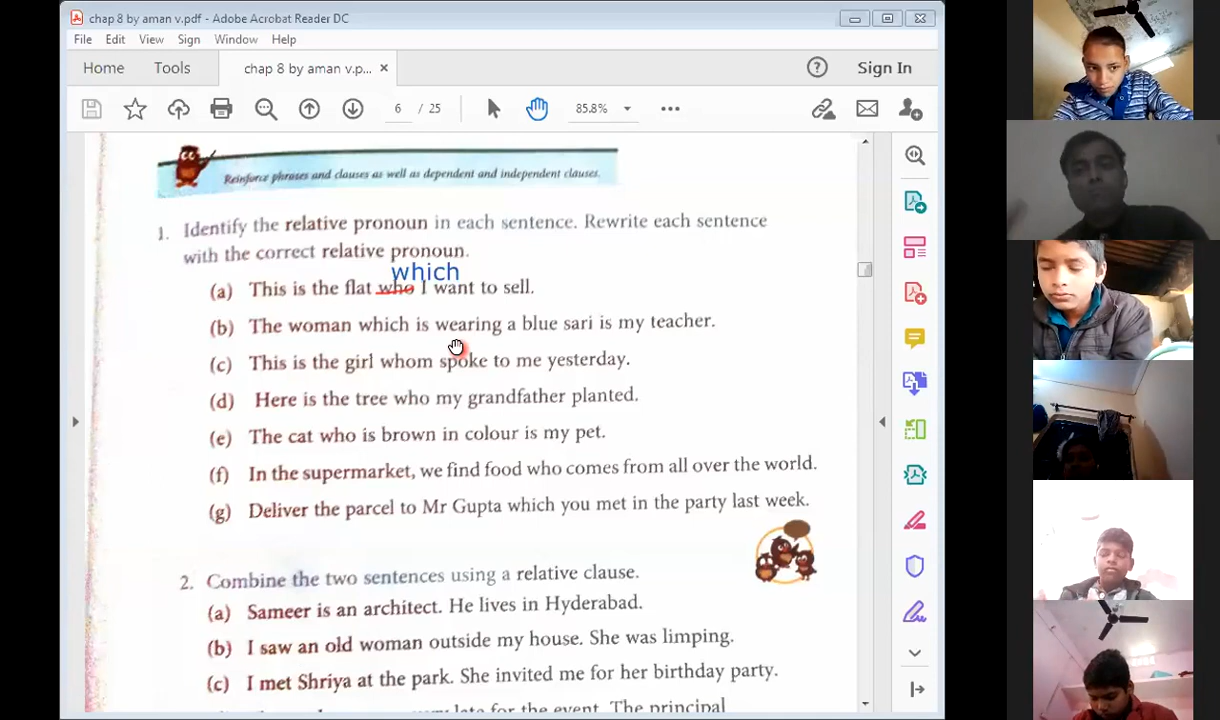 chap 8 by aman v.pdf - Adobe Acrobat Reader DC
File Edit View Sign Window Help
Home Tools chap 8 by aman v.p... × Sign In
6 / 25 85.8%
Reinforce phrases and clauses as well as dependent and independent clauses.
1. Identify the relative pronoun in each sentence. Rewrite each sentence
with the correct relative pronoun.
which
(a) This is the flat who I want to sell.
(b) The woman which is wearing a blue sari is my teacher.
(c) This is the girl whom spoke to me yesterday.
(d) Here is the tree who my grandfather planted.
(e) The cat who is brown in colour is my pet.
(f) In the supermarket, we find food who comes from all over the world.
(g) Deliver the parcel to Mr Gupta which you met in the party last week.
2. Combine the two sentences using a relative clause.
(a) Sameer is an architect. He lives in Hyderabad.
(b) I saw an old woman outside my house. She was limping.
(c) I met Shriya at the park. She invited me for her birthday party.
late for the event. The principal